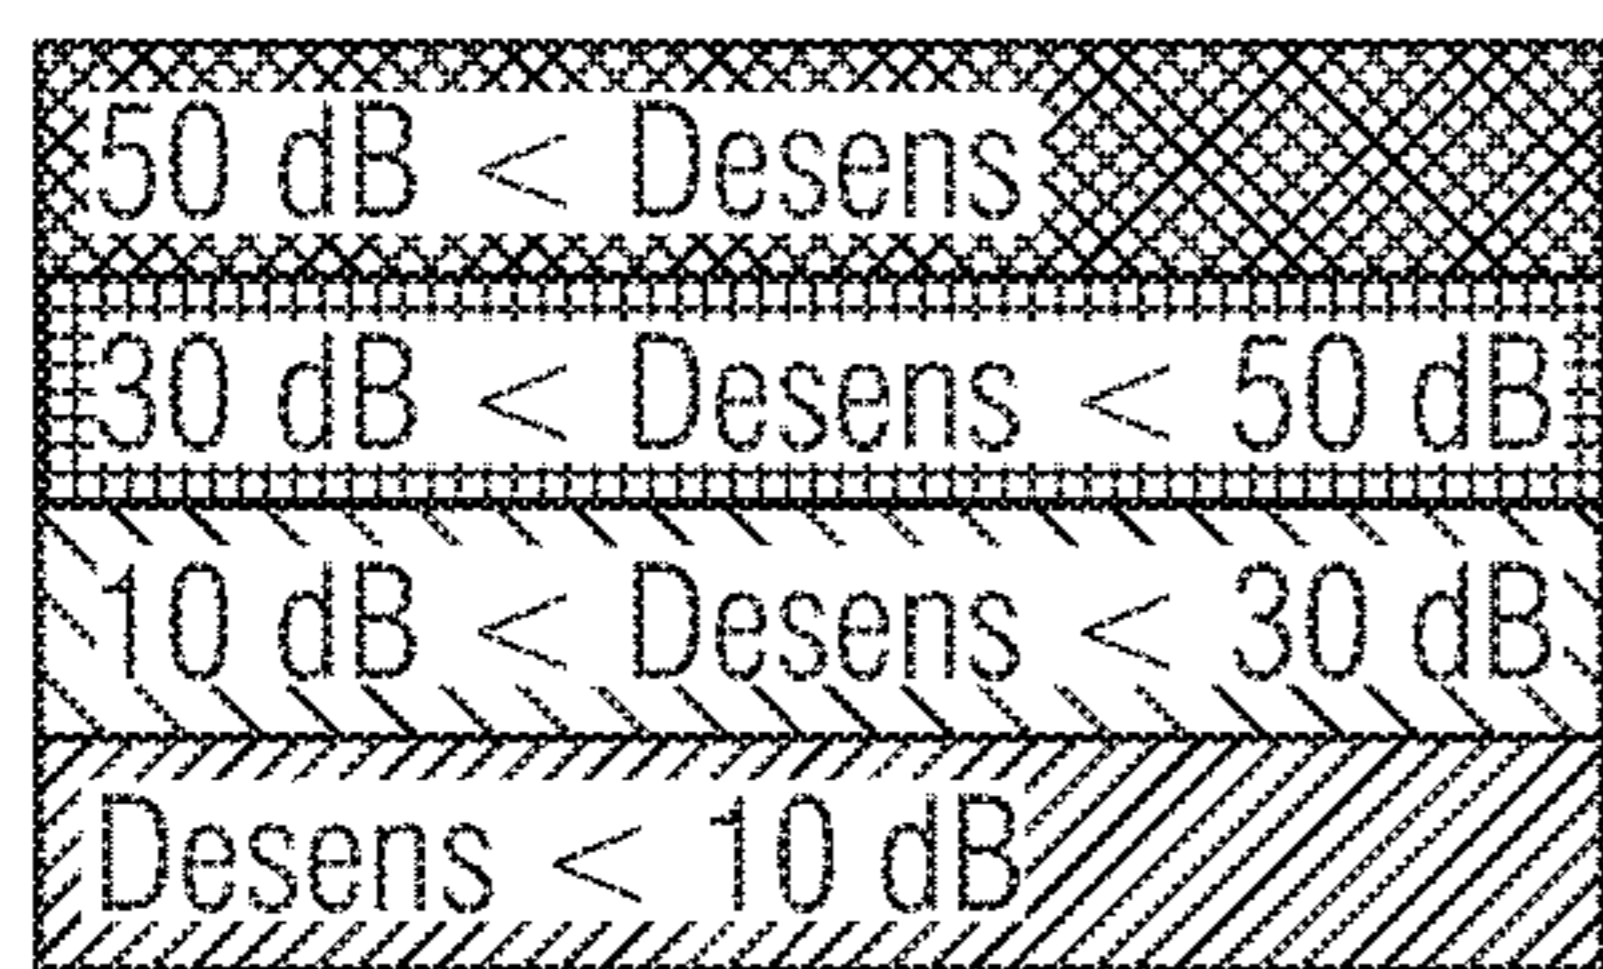 50 dB < Desens
30 dB < Desens < 50 dB
10 dB < Desens < 30 dB
Desens < 10 dB